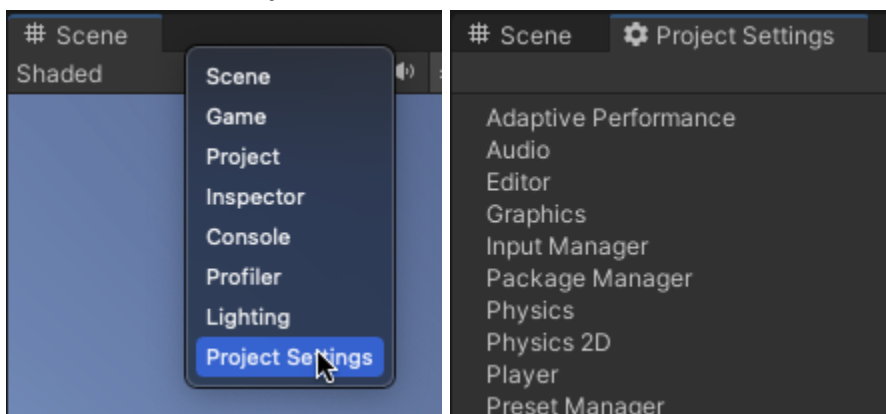 Scene
Shaded
Scene
Game
Project
Inspector
Console
Profiler
Lighting
Project Settings
Scene Project Settings
Adaptive Performance
Audio
Editor
Graphics
Input Manager
Package Manager
Physics
Physics 2D
Player
Preset Manager